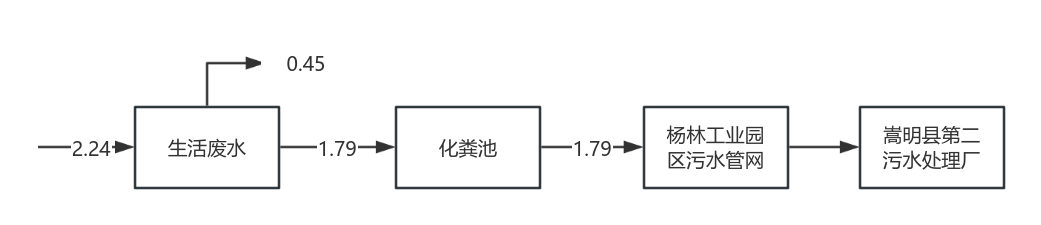 0.45
2.24
生活废水
1.79
化粪池
1.79
杨林工业园
区污水管网
嵩明县第二
污水处理厂